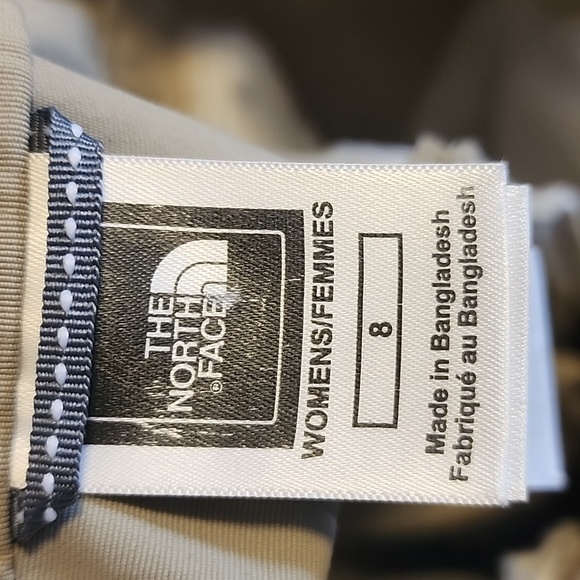 THE
NORTH
®FACE
WOMENS/FEMMES
8
Made in Bangladesh
Fabriqué au Bangladesh